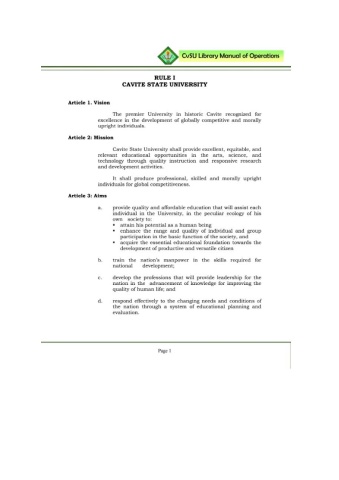 CvSU Library Manual of Operations
RULE I
CAVITE STATE UNIVERSITY
Article 1. Vision
The premier University in historic Cavite recognized for
excellence in the development of globally competitive and morally
upright individuals.
Article 2: Mission
Cavite State University shall provide excellent, equitable, and
relevant educational opportunities in the arts, science, and
technology through quality instruction and responsive research
and development activities.
It shall produce professional, skilled and morally upright
individuals for global competitiveness.
Article 3: Aims
a. provide quality and affordable education that will assist each
individual in the University, in the peculiar ecology of his
own society to:
• attain his potential as a human being
• enhance the range and quality of individual and group
participation in the basic function of the society, and
• acquire the essential educational foundation towards the
development of productive and versatile citizen
b. train the nation's manpower in the skills required for
national development;
c. develop the professions that will provide leadership for the
nation in the advancement of knowledge for improving the
quality of human life; and
d. respond effectively to the changing needs and conditions of
the nation through a system of educational planning and
evaluation.
Page 1